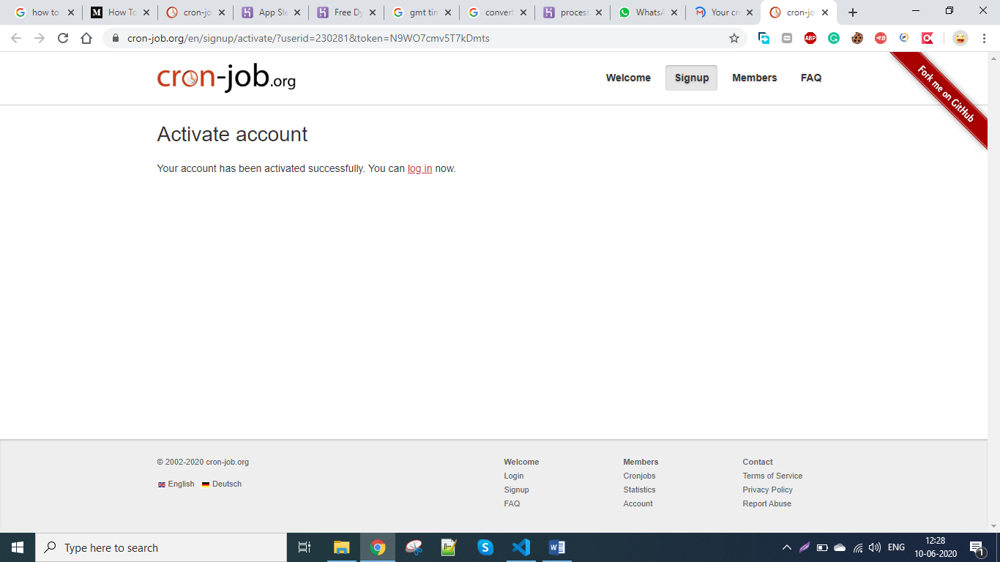 how to
How To
cron-jo
App Sle
Free Dy
gmt tim
convert
process
WhatsA
Your cr
cron-jo
cron-job.org/en/signup/activate/?userid=230281&token=N9WO7cmv5T7kDmts
ABP
cron-job.org
Welcome
Signup
Members
FAQ
Fork me on GitHub
Activate account
Your account has been activated successfully. You can log in now.
© 2002-2020 cron-job.org
English
Deutsch
Welcome
Login
Signup
FAQ
Members
Cronjobs
Statistics
Account
Contact
Terms of Service
Privacy Policy
Report Abuse
Type here to search
ENG
12:28
10-06-2020
1